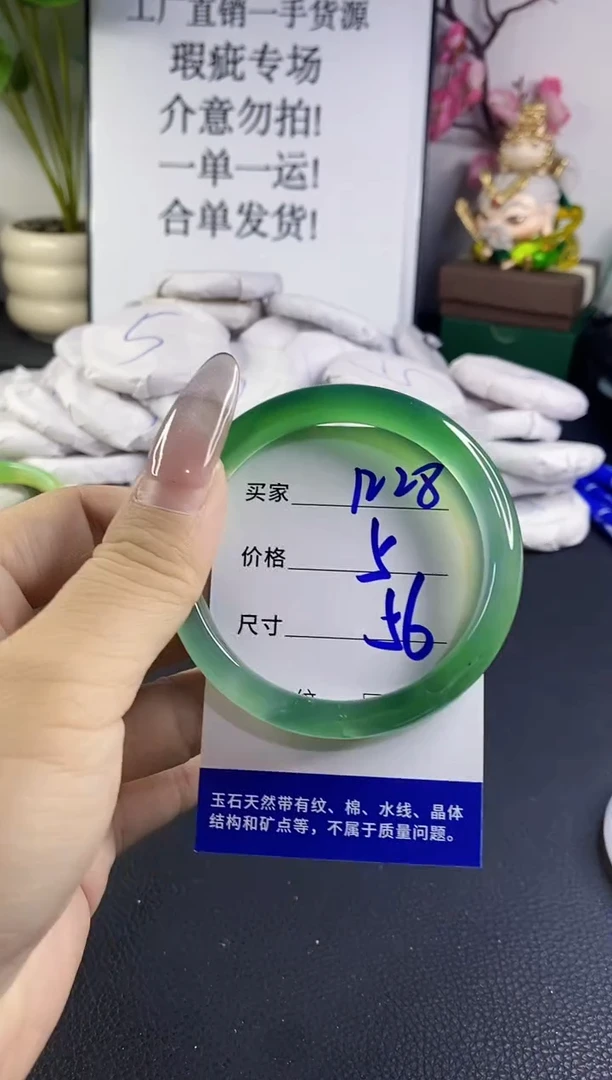 工厂直销一手货源
瑕疵专场
介意勿拍!
一单一运!
合单发货!
5
买家
价格 5
尺寸 56
玉石天然带有纹、棉、水线、晶体
结构和矿点等，不属于质量问题。